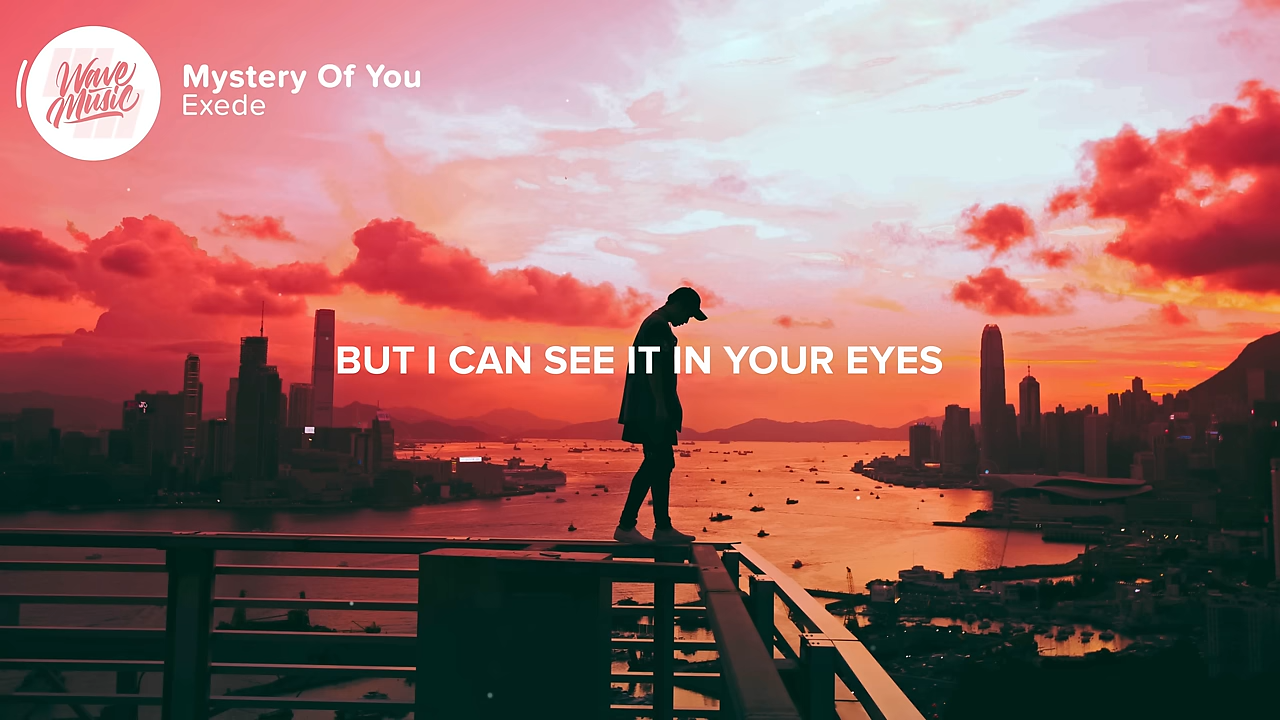 Wave
Music
Mystery Of You
Exede
BUT I CAN SEE IT IN YOUR EYES